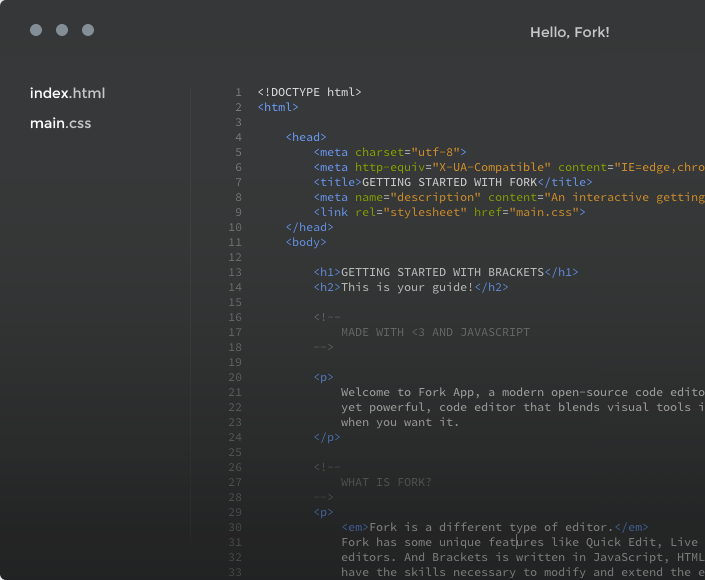 Hello, Fork!
index.html
main.css
1 <!DOCTYPE html>
2 <html>
3
4 <head>
5 <meta charset="utf-8">
6 <meta http-equiv="X-UA-Compatible" content="IE=edge,chro
7 <title>GETTING STARTED WITH FORK</title>
8 <meta name="description" content="An interactive getting
9 <link rel="stylesheet" href="main.css">
10 </head>
11 <body>
12
13 <h1>GETTING STARTED WITH BRACKETS</h1>
14 <h2>This is your guide!</h2>
15
16 <!--
17 MADE WITH <3 AND JAVASCRIPT
18 -->
19
20 <p>
21 Welcome to Fork App, a modern open-source code edito
22 yet powerful, code editor that blends visual tools i
23 when you want it.
24 </p>
25
26 <!--
27 WHAT IS FORK?
28 -->
29 <p>
30 <em>Fork is a different type of editor.</em>
31 Fork has some unique features like Quick Edit, Live
32 editors. And Brackets is written in JavaScript, HTML
33 have the skills necessary to modify and extend the e